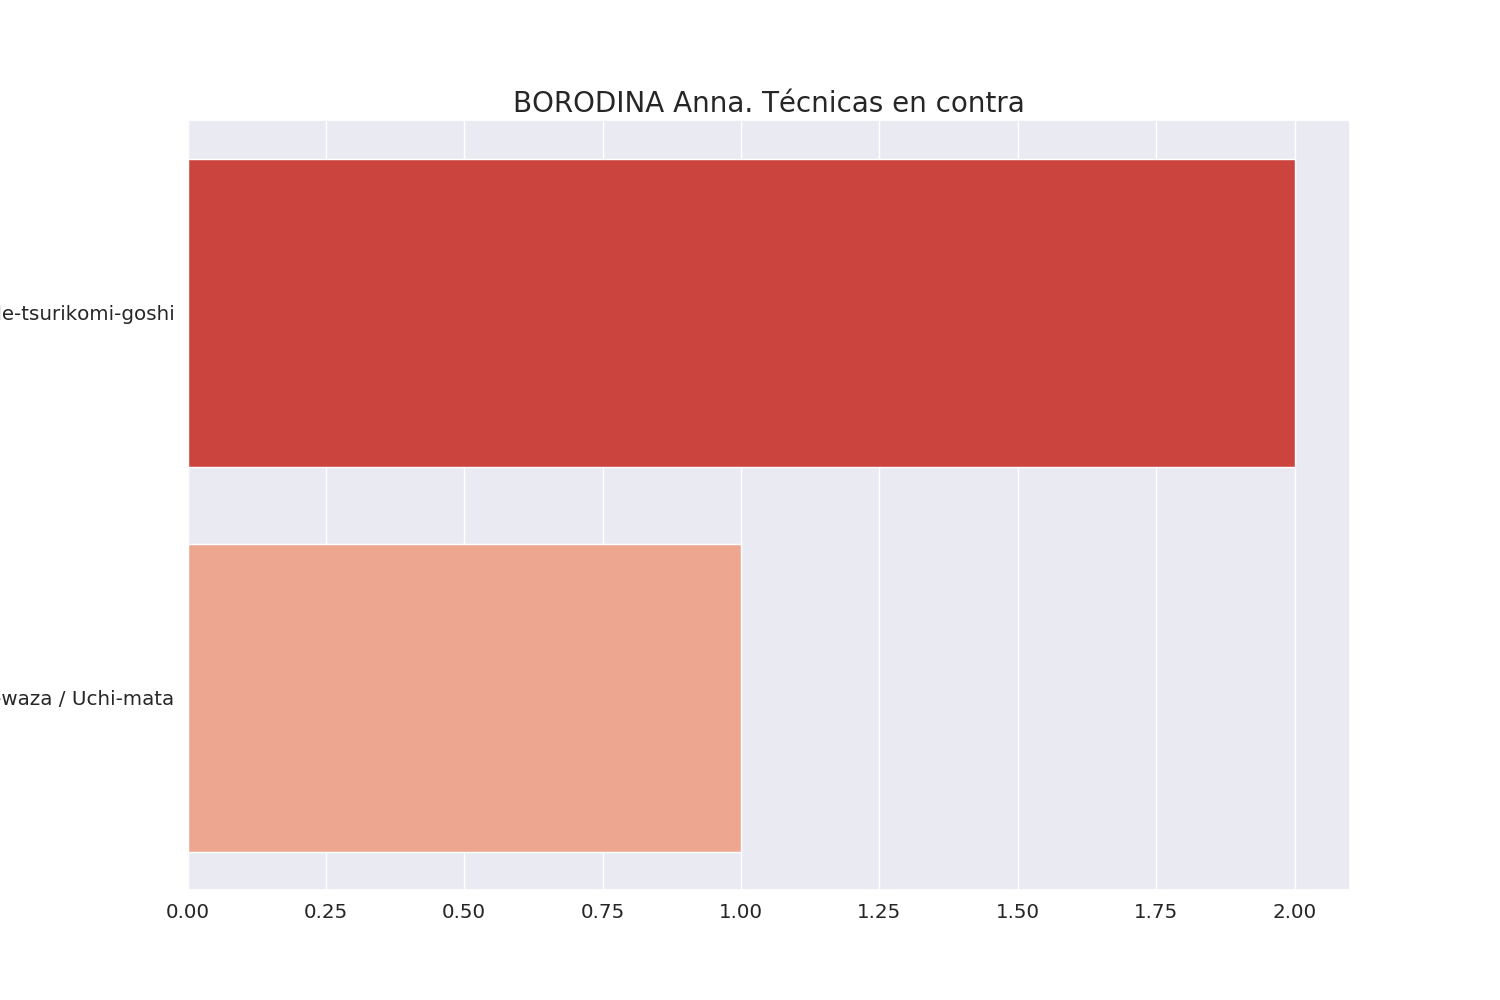 BORODINA Anna. Técnicas en contra
e-tsurikomi-goshi
-waza / Uchi-mata
0.00 0.25 0.50 0.75 1.00 1.25 1.50 1.75 2.00